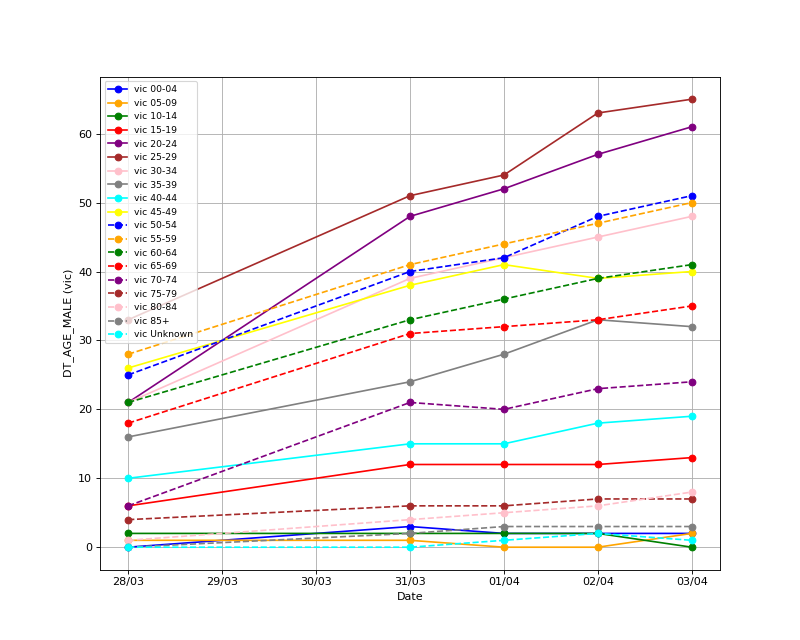 DT_AGE_MALE (vic)
60
50
40
30
20
10
0
vic 00-04
vic 05-09
vic 10-14
vic 15-19
vic 20-24
vic 25-29
vic 30-34
vic 35-39
vic 40-44
vic 45-49
vic 50-54
vic 55-59
vic 60-64
vic 65-69
vic 70-74
vic 75-79
vic 80-84
vic 85+
vic Unknown
28/03 29/03 30/03 31/03 01/04 02/04 03/04
Date